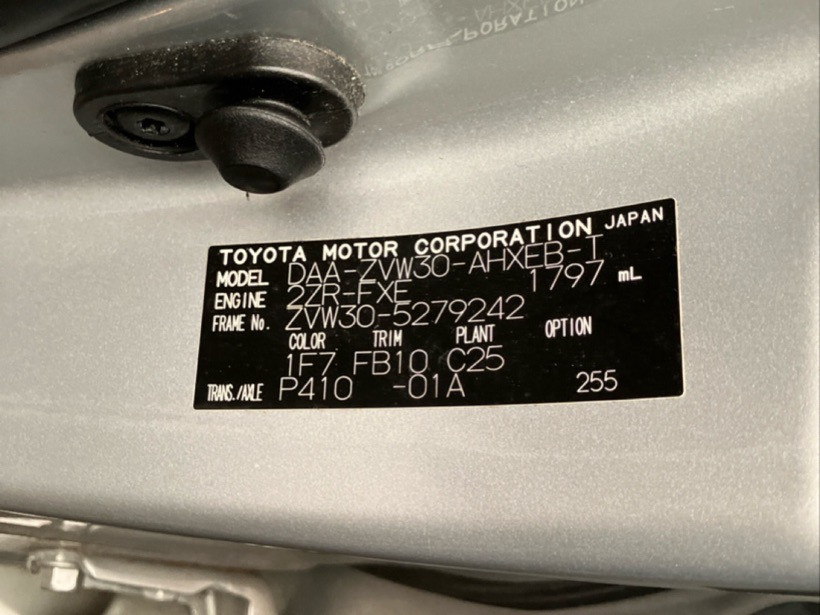 TOYOTA MOTOR CORPORATION JAPAN
MODEL DAA-ZVW30-AHXEB-T
ENGINE 2ZR-FXE 1797 mL
FRAME No. ZVW30-5279242
COLOR TRIM PLANT OPTION
1F7 FB10 C25
TRANS./AXLE P410 -01A 255